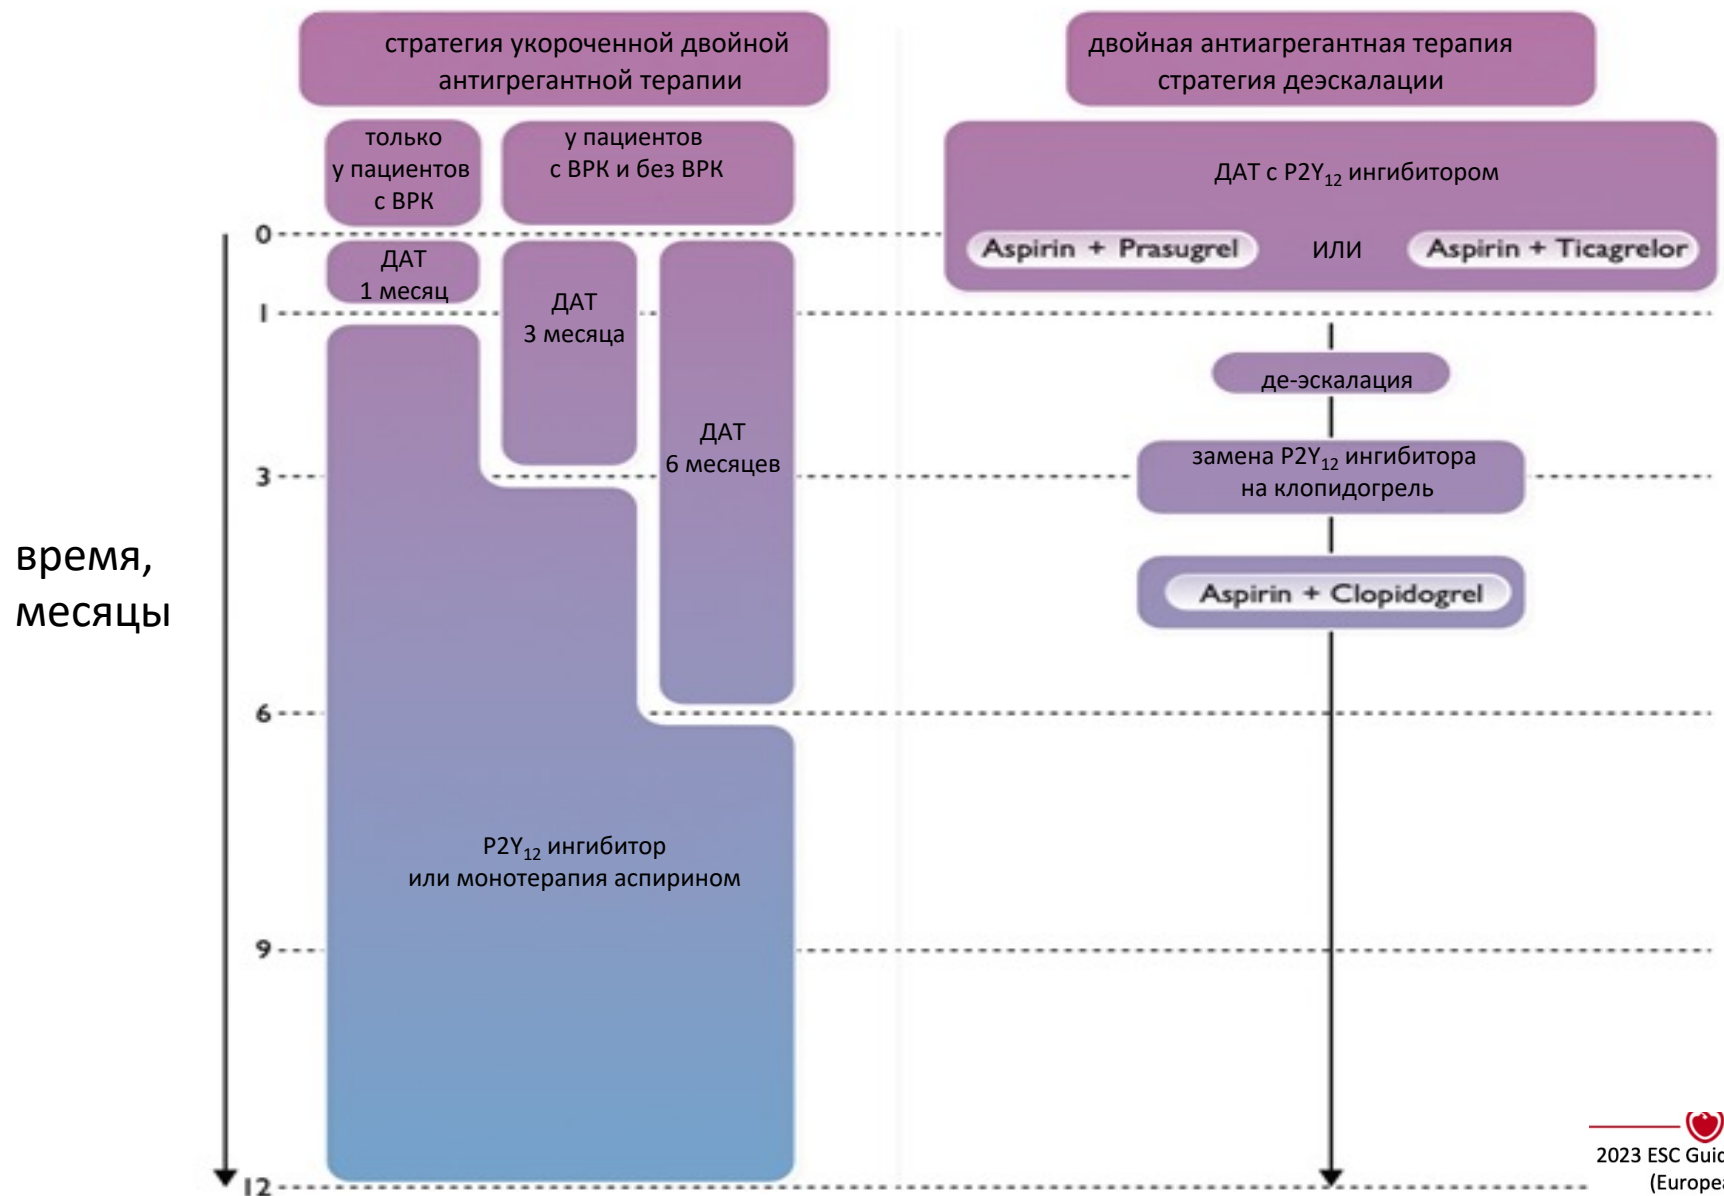 стратегия укороченной двойной
антигрегантной терапии
двойная антиагрегантная терапия
стратегия деэскалации
только
у пациентов
с ВРК
у пациентов
с ВРК и без ВРК
ДАТ с P2Y₁₂ ингибитором
Aspirin + Prasugrel
ИЛИ
Aspirin + Ticagrelor
0
ДАТ
1 месяц
1
ДАТ
3 месяца
де-эскалация
ДАТ
6 месяцев
3
замена P2Y₁₂ ингибитора
на клопидогрель
время,
месяцы
Aspirin + Clopidogrel
6
P2Y₁₂ ингибитор
или монотерапия аспирином
9
12
2023 ESC Guid
(Europea